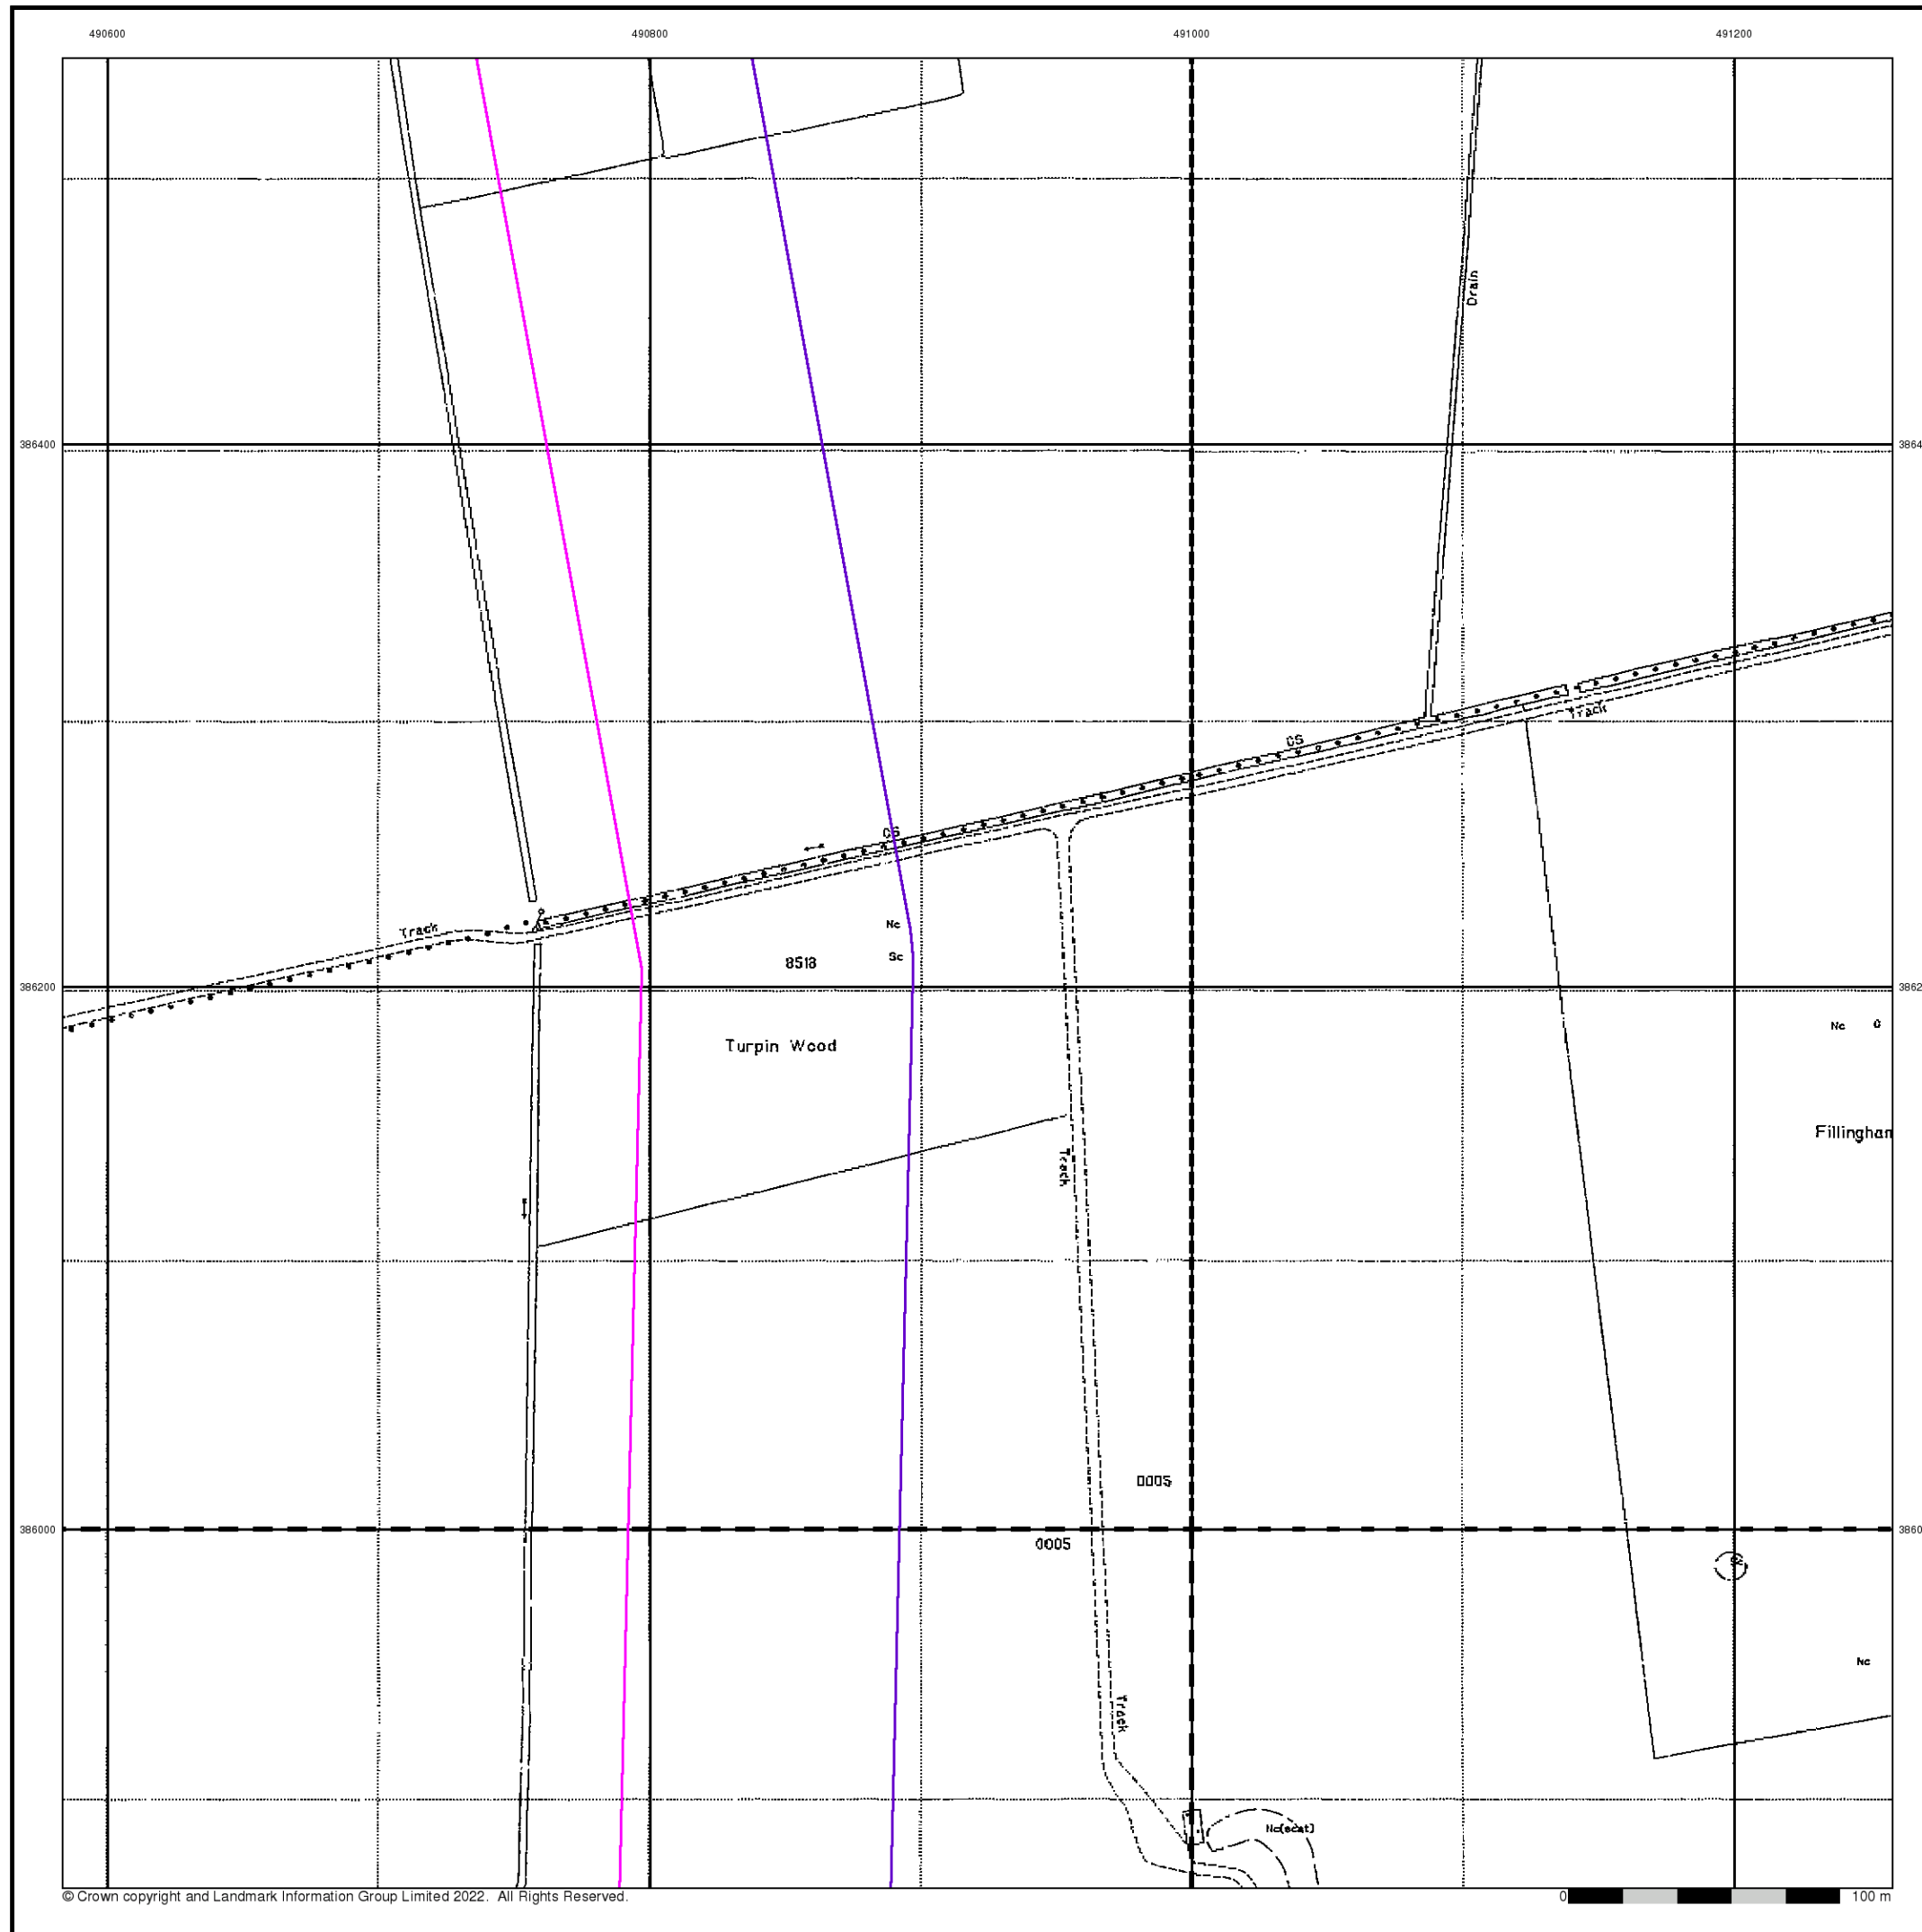 490600 490800 491000 491200
Drain
386400 3864
Track
CS
CS
Track
Nc
8518 Sc
386200 3862
Nc O
Turpin Wood
Fillingham
Track
0005
386000 3860
0005
Nc
Track
Nc(scat)
© Crown copyright and Landmark Information Group Limited 2022. All Rights Reserved.
0 100 m